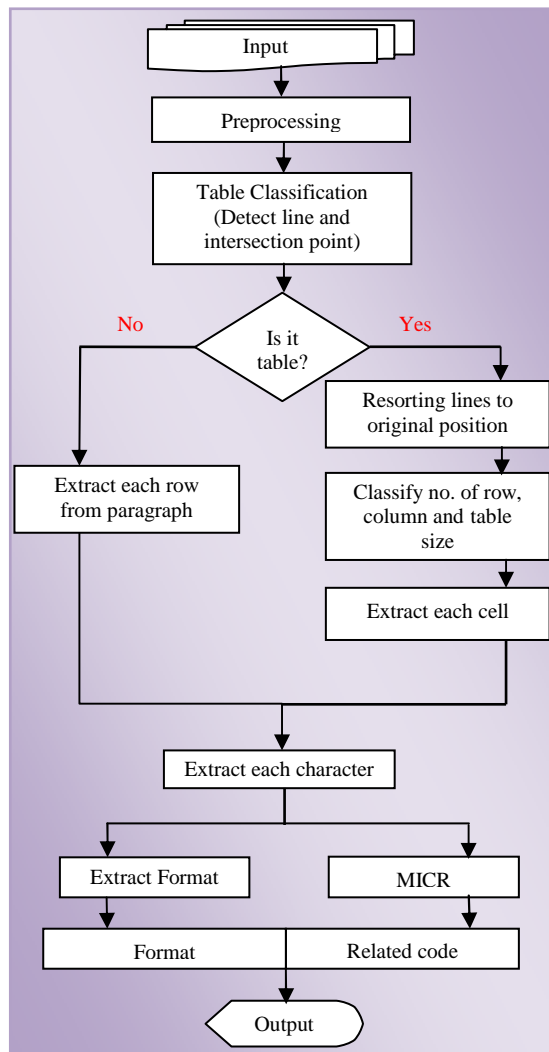 Input
Preprocessing
Table Classification
(Detect line and
intersection point)
No
Yes
Is it
table?
Resorting lines to
original position
Extract each row
from paragraph
Classify no. of row,
column and table
size
Extract each cell
Extract each character
Extract Format
MICR
Format
Related code
Output